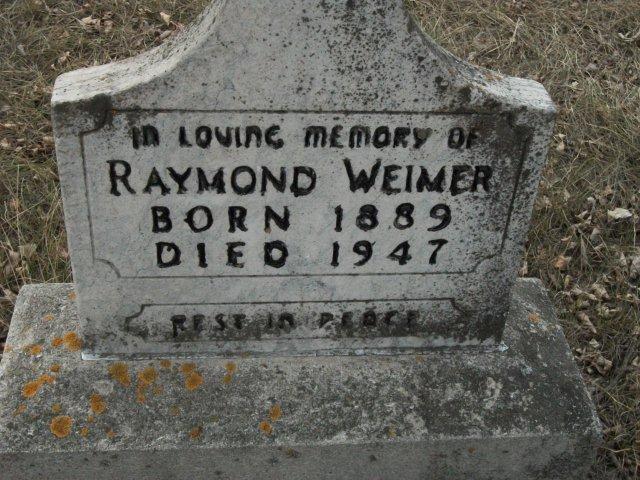 In Loving Memory Of
Raymond Weimer
Born 1889
Died 1947
Rest In Peace